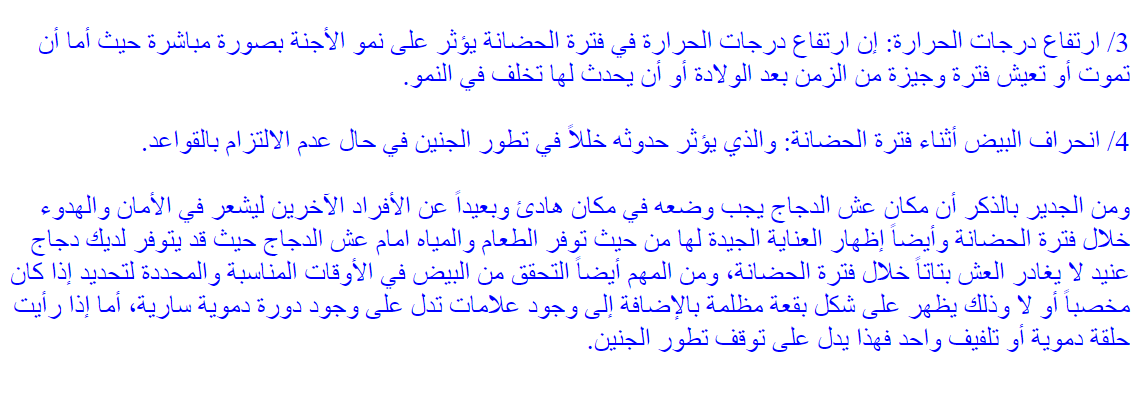 3/ ارتفاع درجات الحرارة: إن ارتفاع درجات الحرارة في فترة الحضانة يؤثر على نمو الأجنة بصورة مباشرة حيث أما أن
تموت أو تعيش فترة وجيزة من الزمن بعد الولادة أو أن يحدث لها تخلف في النمو.
4/ انحراف البيض أثناء فترة الحضانة: والذي يؤثر حدوثه خللاً في تطور الجنين في حال عدم الالتزام بالقواعد.
ومن الجدير بالذكر أن مكان عش الدجاج يجب وضعه في مكان هادئ وبعيداً عن الأفراد الآخرين ليشعر في الأمان والهدوء
خلال فترة الحضانة وأيضاً إظهار العناية الجيدة لها من حيث توفر الطعام والمياه امام عش الدجاج حيث قد يتوفر لديك دجاج
عنيد لا يغادر العش بتاتاً خلال فترة الحضانة، ومن المهم أيضاً التحقق من البيض في الأوقات المناسبة والمحددة لتحديد إذا كان
مخصباً أو لا وذلك يظهر على شكل بقعة مظلمة بالإضافة إلى وجود علامات تدل على وجود دورة دموية سارية، أما إذا رأيت
حلقة دموية أو تلفيف واحد فهذا يدل على توقف تطور الجنين.